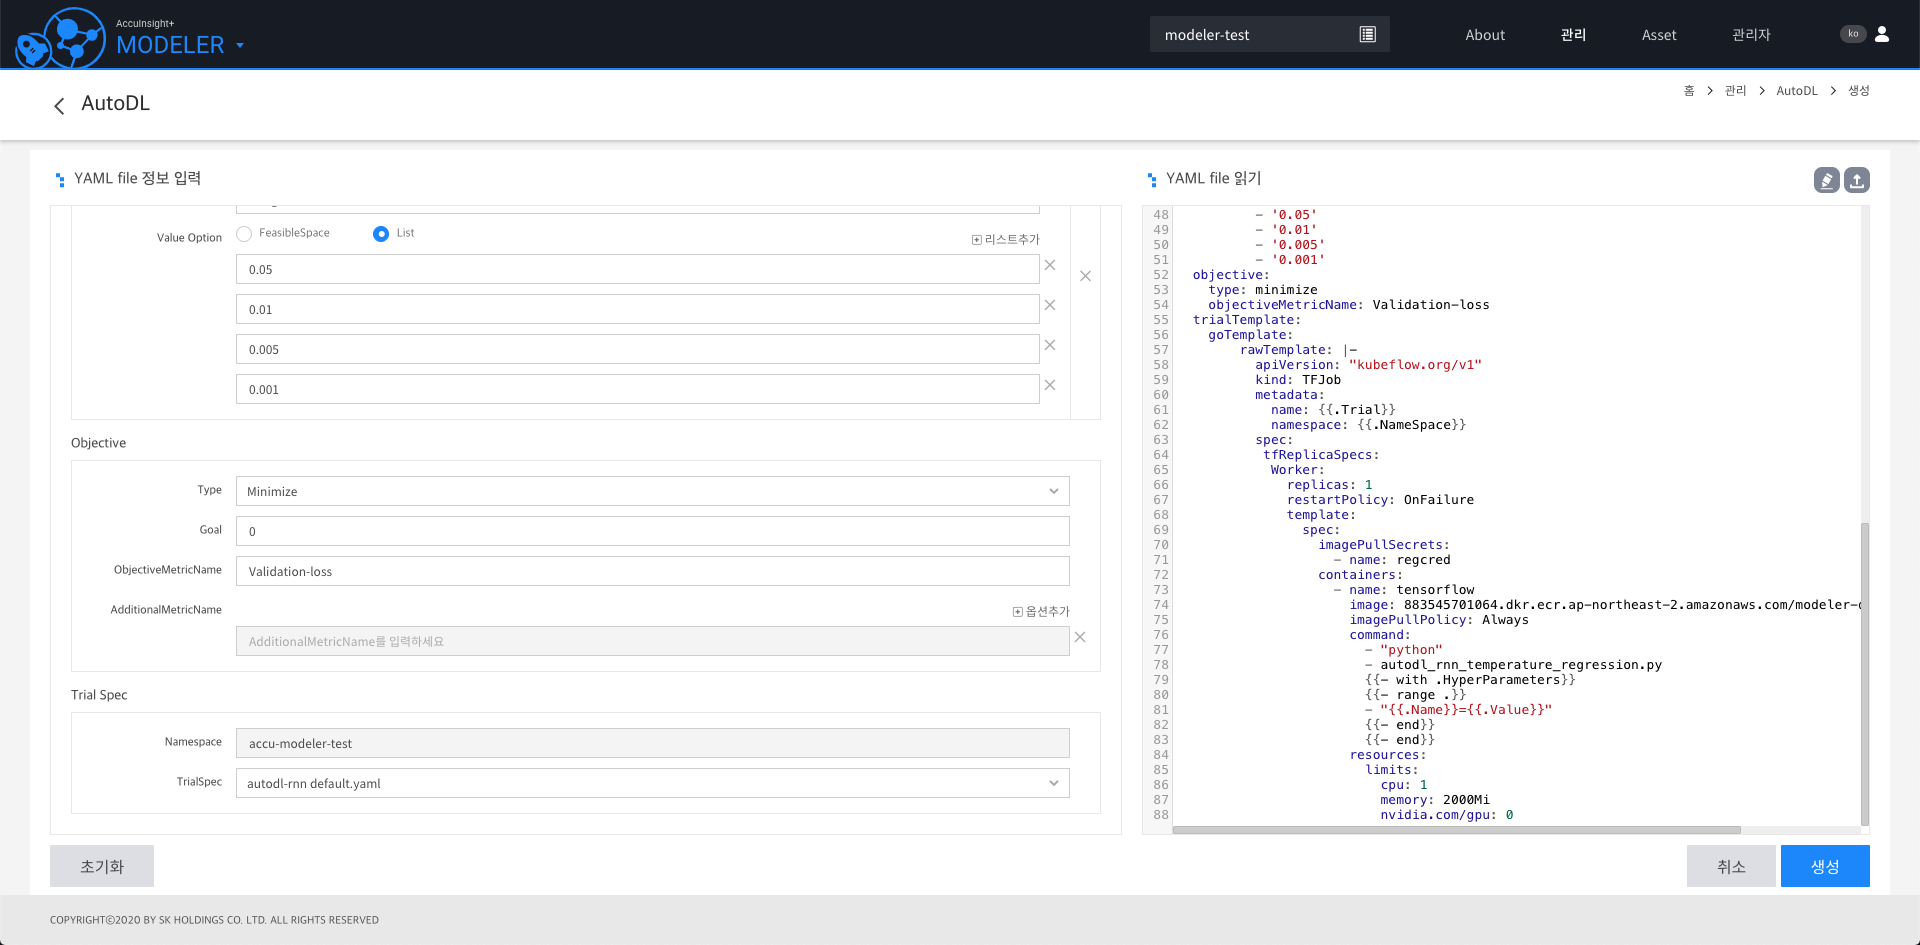 AccuInsight+
MODELER
modeler-test
About
관리
Asset
관리자
ko
AutoDL
홈 > 관리 > AutoDL > 생성
YAML file 정보 입력
Value Option
FeasibleSpace
List
리스트추가
0.05
0.01
0.005
0.001
Objective
Type
Minimize
Goal
0
ObjectiveMetricName
Validation-loss
AdditionalMetricName
옵션추가
AdditionalMetricName를 입력하세요
Trial Spec
Namespace
accu-modeler-test
TrialSpec
autodl-rnn default.yaml
YAML file 읽기
48 - '0.05'
49 - '0.01'
50 - '0.005'
51 - '0.001'
52 objective:
53 type: minimize
54 objectiveMetricName: Validation-loss
55 trialTemplate:
56 goTemplate:
57 rawTemplate: |-
58 apiVersion: "kubeflow.org/v1"
59 kind: TFJob
60 metadata:
61 name: {{.Trial}}
62 namespace: {{.NameSpace}}
63 spec:
64 tfReplicaSpecs:
65 Worker:
66 replicas: 1
67 restartPolicy: OnFailure
68 template:
69 spec:
70 imagePullSecrets:
71 - name: regcred
72 containers:
73 - name: tensorflow
74 image: 883545701064.dkr.ecr.ap-northeast-2.amazonaws.com/modeler-
75 imagePullPolicy: Always
76 command:
77 - "python"
78 - autodl_rnn_temperature_regression.py
79 {{- with .HyperParameters}}
80 {{- range .}}
81 - "{{.Name}}={{.Value}}"
82 {{- end}}
83 {{- end}}
84 resources:
85 limits:
86 cpu: 1
87 memory: 2000Mi
88 nvidia.com/gpu: 0
초기화
취소
생성
COPYRIGHT©2020 BY SK HOLDINGS CO. LTD. ALL RIGHTS RESERVED